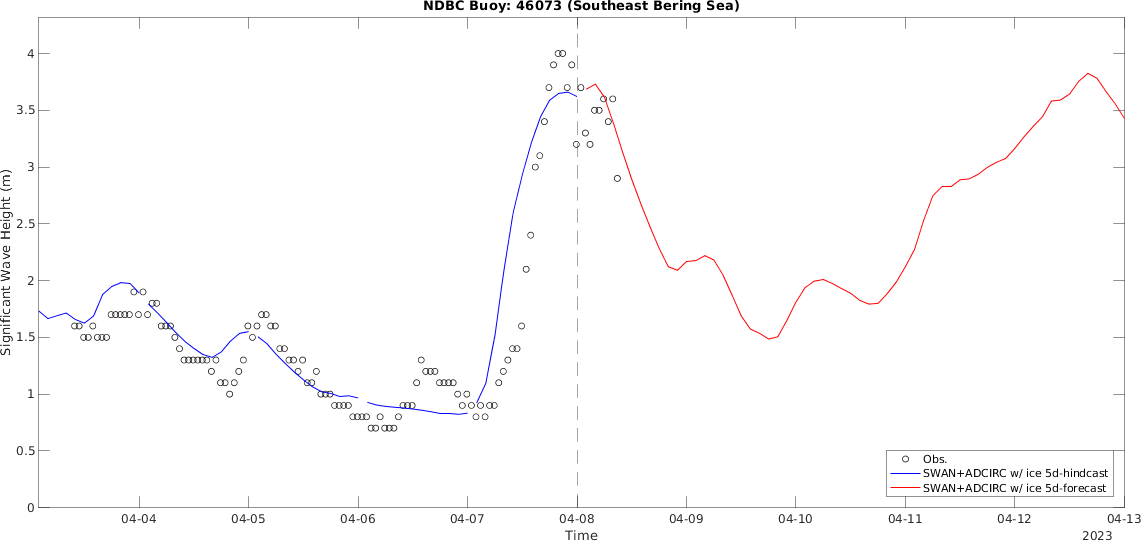 NDBC Buoy: 46073 (Southeast Bering Sea)
Significant Wave Height (m)
4
3.5
3
2.5
2
1.5
1
0.5
0
Obs.
SWAN+ADCIRC w/ ice 5d-hindcast
SWAN+ADCIRC w/ ice 5d-forecast
04-04 04-05 04-06 04-07 04-08 04-09 04-10 04-11 04-12 04-13
Time
2023